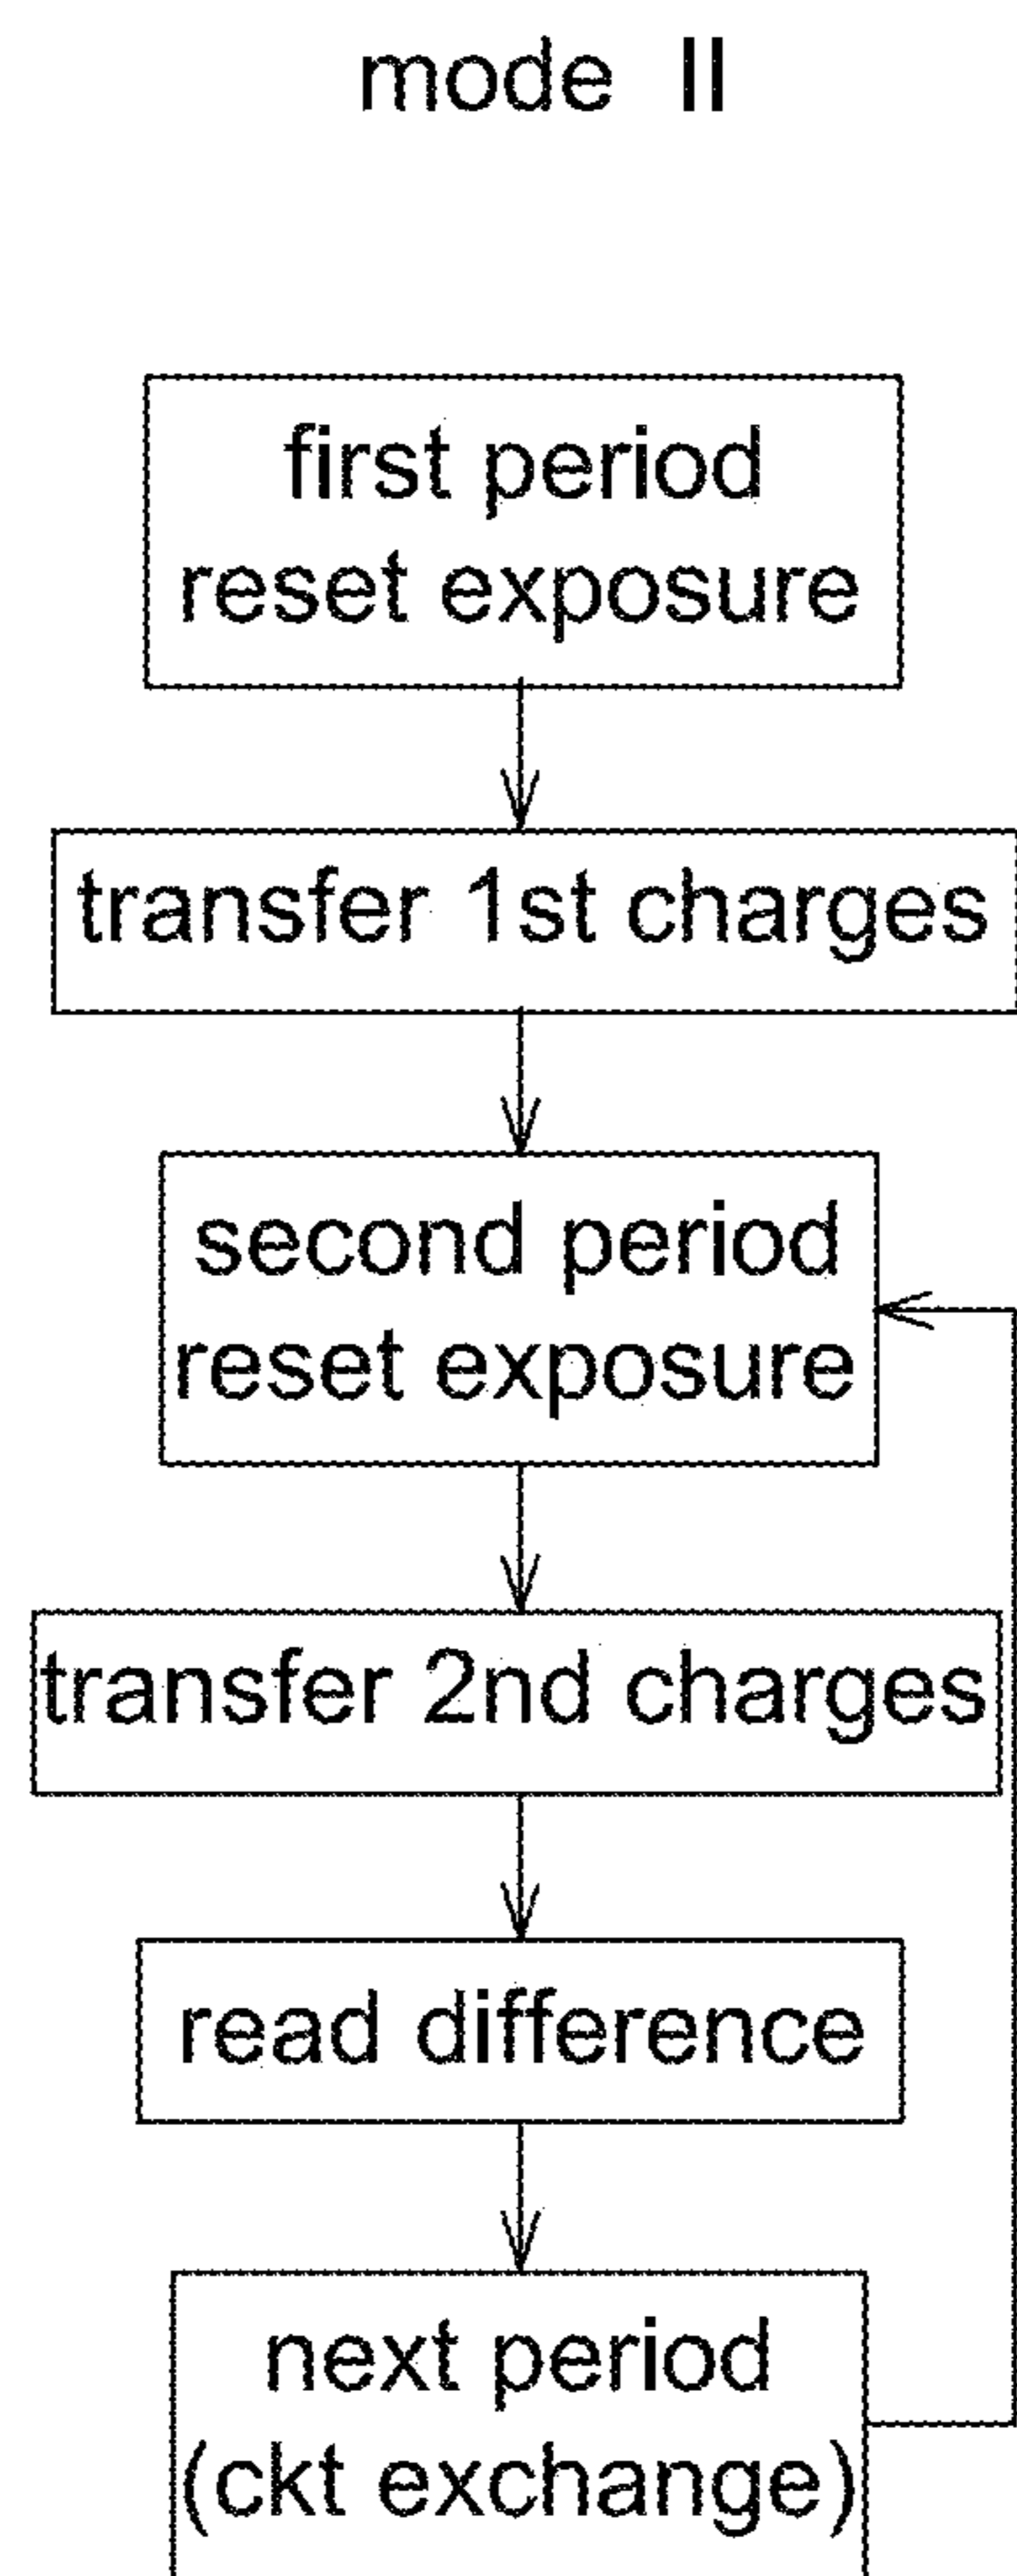 mode II
first period
reset exposure
transfer 1st charges
second period
reset exposure
transfer 2nd charges
read difference
next period
(ckt exchange)